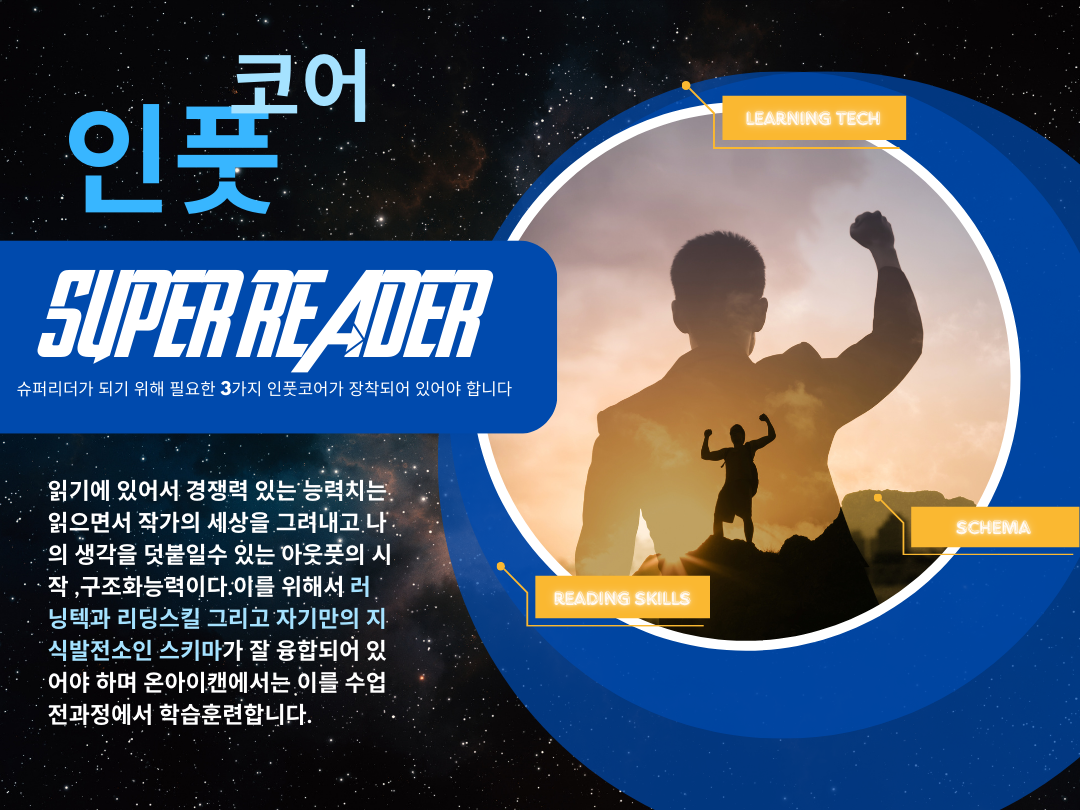 코어
인풋
SUPER READER
슈퍼리더가 되기 위해 필요한 3가지 인풋코어가 장착되어 있어야 합니다
읽기에 있어서 경쟁력 있는 능력치는
읽으면서 작가의 세상을 그려내고 나
의 생각을 덧붙일수 있는 아웃풋의 시
작 ,구조화능력이다.이를 위해서 러
닝텍과 리딩스킬 그리고 자기만의 지
식발전소인 스키마가 잘 융합되어 있
어야 하며 온아이캔에서는 이를 수업
전과정에서 학습훈련합니다.
LEARNING TECH
SCHEMA
READING SKILLS